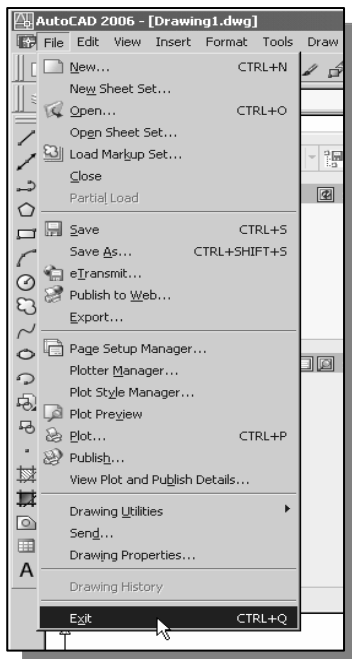 AutoCAD 2006 - [Drawing1.dwg]
File Edit View Insert Format Tools Draw
New... CTRL+N
New Sheet Set...
Open... CTRL+O
Open Sheet Set...
Load Markup Set...
Close
Partial Load
Save CTRL+S
Save As... CTRL+SHIFT+S
eTransmit...
Publish to Web...
Export...
Page Setup Manager...
Plotter Manager...
Plot Style Manager...
Plot Preview
Plot... CTRL+P
Publish...
View Plot and Publish Details...
Drawing Utilities
Send...
Drawing Properties...
Drawing History
Exit CTRL+Q
A